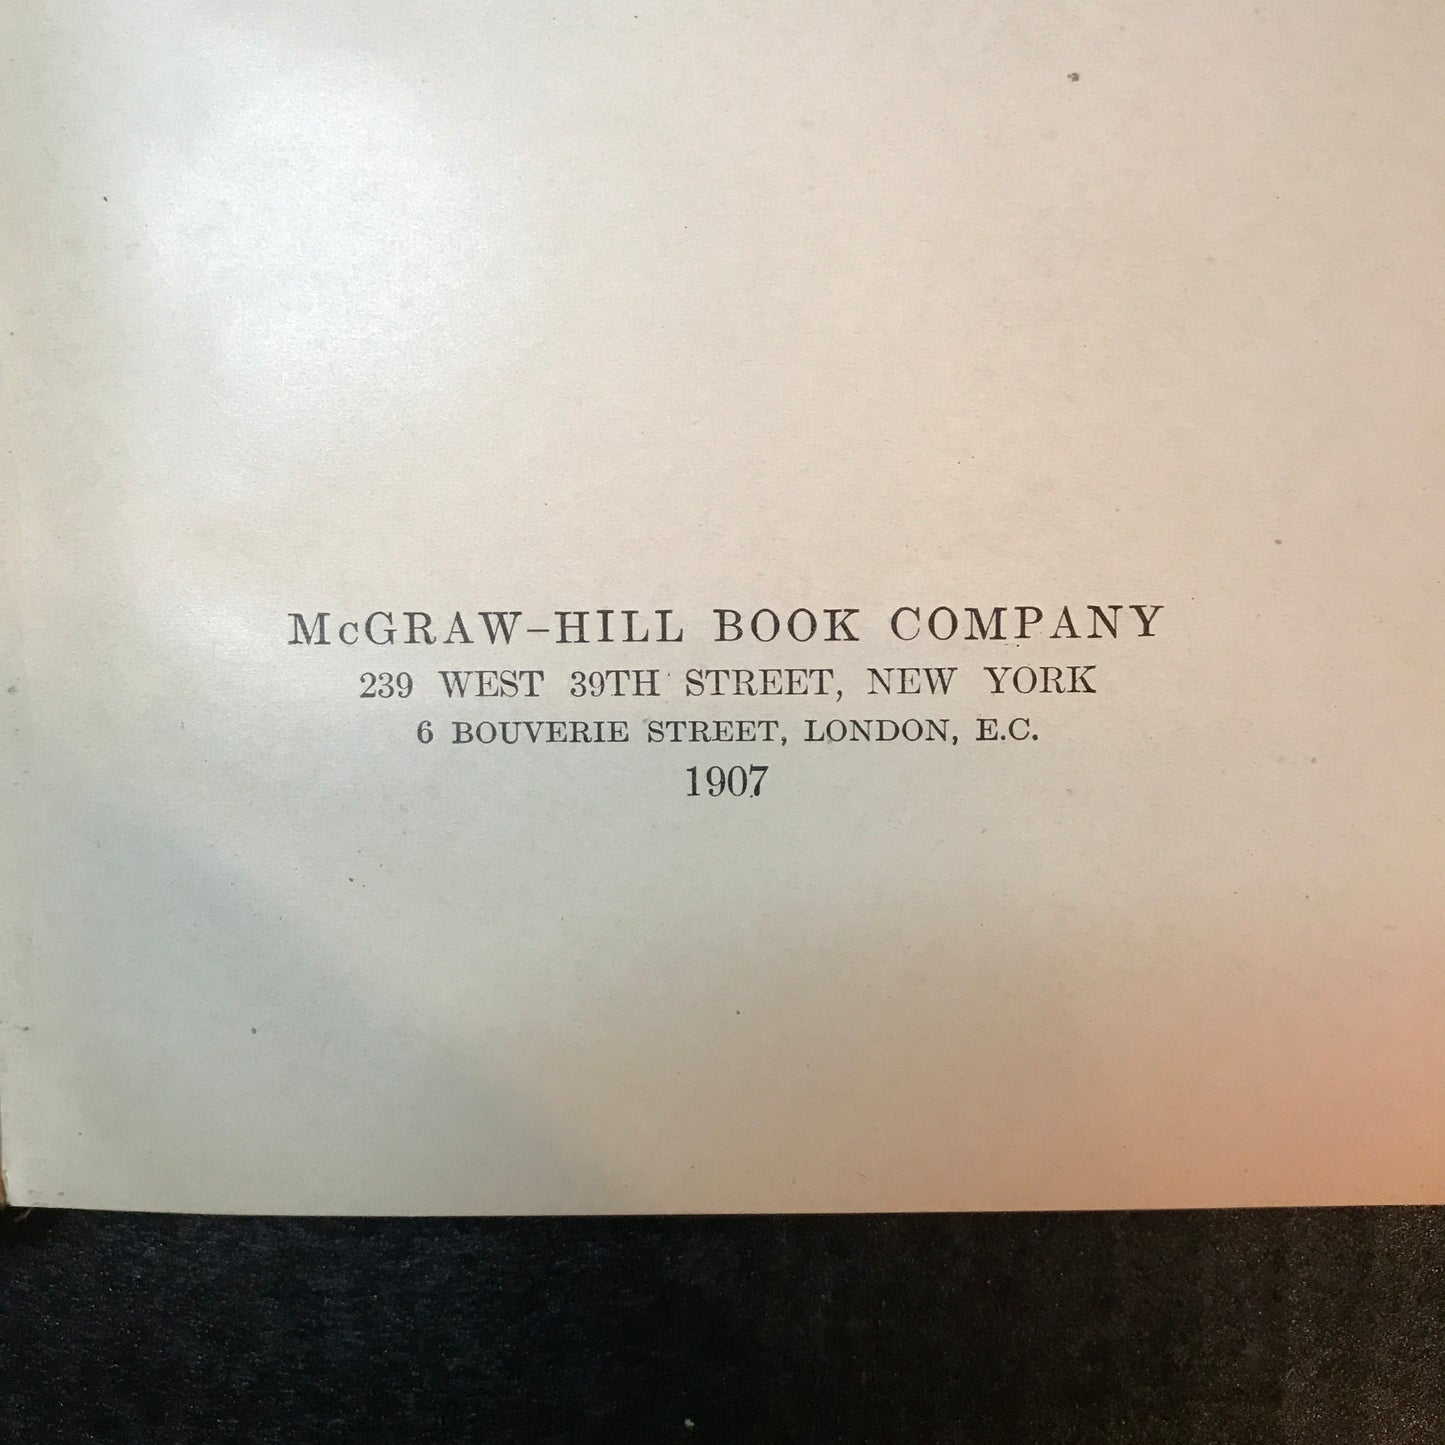 McGRAW-HILL BOOK COMPANY
239 WEST 39TH STREET, NEW YORK
6 BOUVERIE STREET, LONDON, E.C.
1907